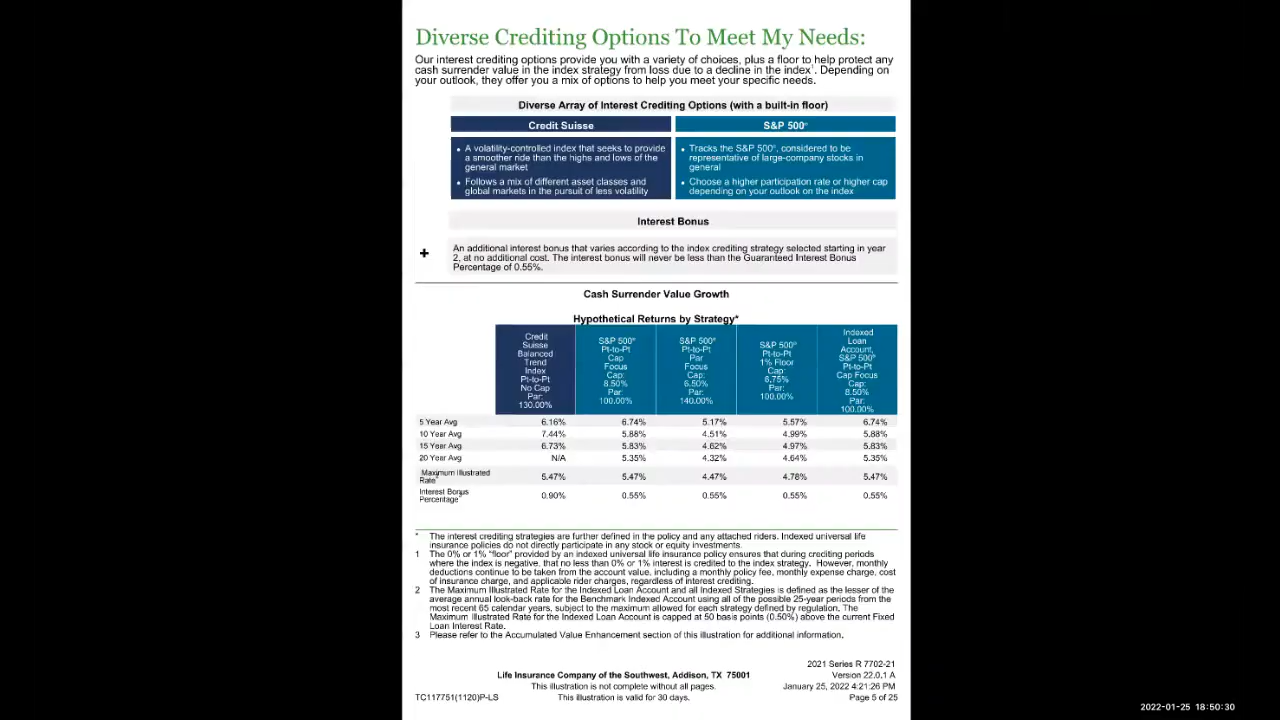 Diverse Crediting Options To Meet My Needs:
Our interest crediting options provide you with a variety of choices, plus a floor to help protect any
cash surrender value in the index strategy from loss due to a decline in the index¹. Depending on
your outlook, they offer you a mix of options to help you meet your specific needs.
Diverse Array of Interest Crediting Options (with a built-in floor)
Credit Suisse
• A volatility-controlled index that seeks to provide
a smoother ride than the highs and lows of the
general market
• Follows a mix of different asset classes and
global markets in the pursuit of less volatility
S&P 500®
• Tracks the S&P 500®, considered to be
representative of large-company stocks in
general
• Choose a higher participation rate or higher cap
depending on your outlook on the index
Interest Bonus
+
An additional interest bonus that varies according to the index crediting strategy selected starting in year
2, at no additional cost. The interest bonus will never be less than the Guaranteed Interest Bonus
Percentage of 0.55%.
Cash Surrender Value Growth
Hypothetical Returns by Strategy*
Credit
Suisse
Balanced
Trend
Index
Pt-to-Pt
No Cap
Par:
130.00%
S&P 500®
Pt-to-Pt
Cap
Focus
Cap:
8.50%
Par:
100.00%
S&P 500®
Pt-to-Pt
Par
Focus
Cap:
6.50%
Par:
140.00%
S&P 500®
Pt-to-Pt
1% Floor
Cap:
6.75%
Par:
100.00%
Indexed
Loan
Account,
S&P 500®
Pt-to-Pt
Cap Focus
Cap:
8.50%
Par:
100.00%
5 Year Avg 6.16% 6.74% 5.17% 5.57% 6.74%
10 Year Avg 7.44% 5.88% 4.51% 4.99% 5.88%
15 Year Avg 6.73% 5.83% 4.62% 4.97% 5.83%
20 Year Avg N/A 5.35% 4.32% 4.64% 5.35%
Maximum Illustrated
Rate² 5.47% 5.47% 4.47% 4.78% 5.47%
Interest Bonus
Percentage³ 0.90% 0.55% 0.55% 0.55% 0.55%
* The interest crediting strategies are further defined in the policy and any attached riders. Indexed universal life
insurance policies do not directly participate in any stock or equity investments.
1 The 0% or 1% "floor" provided by an indexed universal life insurance policy ensures that during crediting periods
where the index is negative, that no less than 0% or 1% interest is credited to the index strategy. However, monthly
deductions continue to be taken from the account value, including a monthly policy fee, monthly expense charge, cost
of insurance charge, and applicable rider charges, regardless of interest crediting.
2 The Maximum Illustrated Rate for the Indexed Loan Account and all Indexed Strategies is defined as the lesser of the
average annual look-back rate for the Benchmark Indexed Account using all of the possible 25-year periods from the
most recent 65 calendar years, subject to the maximum allowed for each strategy defined by regulation. The
Maximum Illustrated Rate for the Indexed Loan Account is capped at 50 basis points (0.50%) above the current Fixed
Loan Interest Rate.
3 Please refer to the Accumulated Value Enhancement section of this illustration for additional information.
2021 Series R 7702-21
Life Insurance Company of the Southwest, Addison, TX 75001
Version 22.0.1 A
This illustration is not complete without all pages.
January 25, 2022 4:21:26 PM
TC117751(1120)P-LS
This illustration is valid for 30 days.
Page 5 of 25
2022-01-25 18:50:30